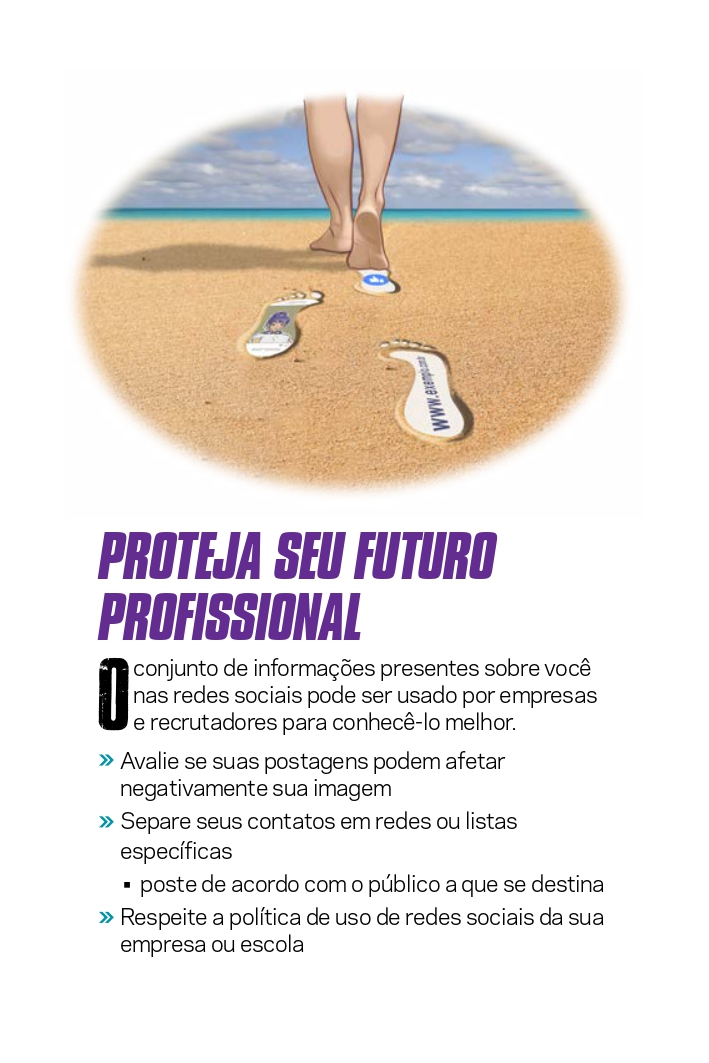 www.exemplo.com.br
PROTEJA SEU FUTURO
PROFISSIONAL
O conjunto de informações presentes sobre você
nas redes sociais pode ser usado por empresas
e recrutadores para conhecê-lo melhor.
» Avalie se suas postagens podem afetar
negativamente sua imagem
» Separe seus contatos em redes ou listas
específicas
▪ poste de acordo com o público a que se destina
» Respeite a política de uso de redes sociais da sua
empresa ou escola